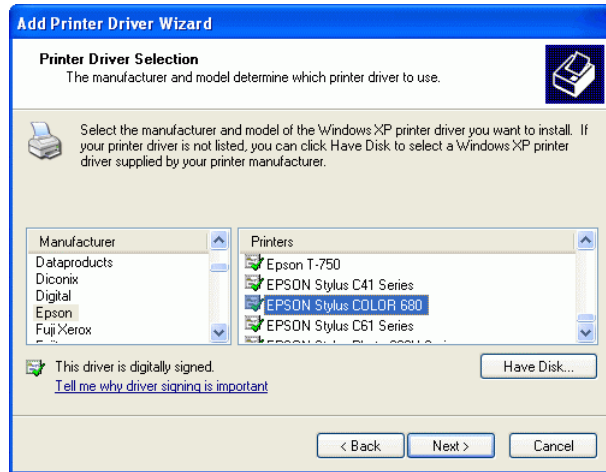 Add Printer Driver Wizard
Printer Driver Selection
The manufacturer and model determine which printer driver to use.
Select the manufacturer and model of the Windows XP printer driver you want to install. If
your printer driver is not listed, you can click Have Disk to select a Windows XP printer
driver supplied by your printer manufacturer.
Manufacturer
Dataproducts
Diconix
Digital
Epson
Fuji Xerox
Printers
Epson T-750
EPSON Stylus C41 Series
EPSON Stylus COLOR 680
EPSON Stylus C61 Series
This driver is digitally signed.
Tell me why driver signing is important
Have Disk...
< Back
Next >
Cancel